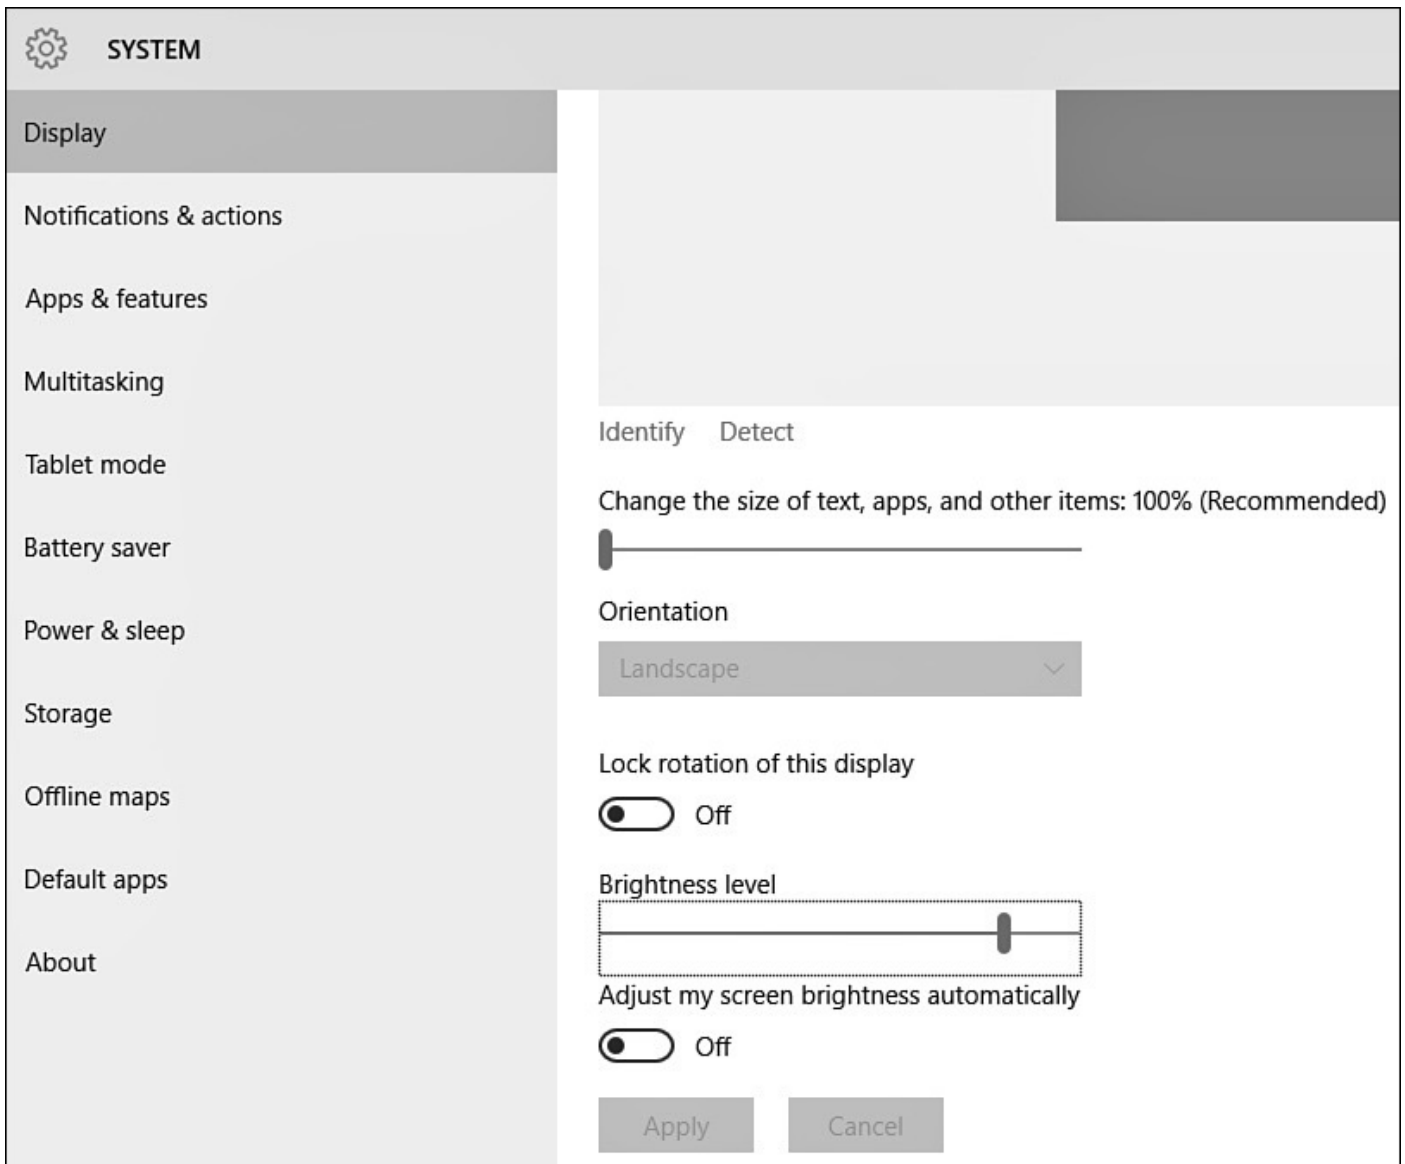 SYSTEM
Display
Notifications & actions
Apps & features
Multitasking
Tablet mode
Battery saver
Power & sleep
Storage
Offline maps
Default apps
About
Identify Detect
Change the size of text, apps, and other items: 100% (Recommended)
Orientation
Landscape
Lock rotation of this display
Off
Brightness level
Adjust my screen brightness automatically
Off
Apply Cancel